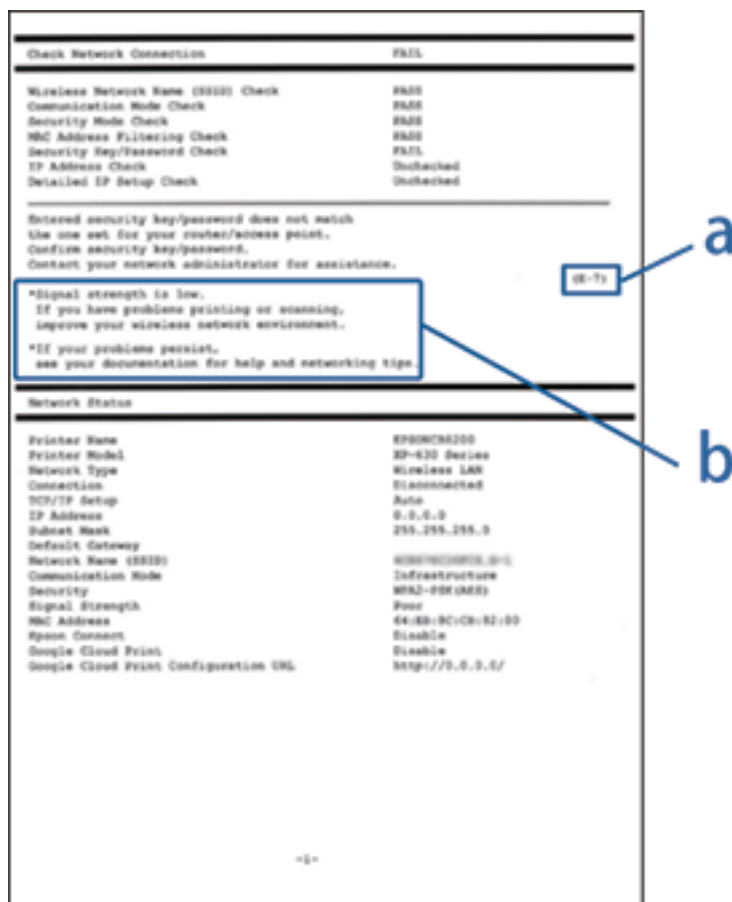 Check Network Connection FAIL
Wireless Network Name (SSID) Check PASS
Communication Mode Check PASS
Security Mode Check PASS
MAC Address Filtering Check PASS
Security Key/Password Check FAIL
IP Address Check Unchecked
Detailed IP Setup Check Unchecked
Entered security key/password does not match
the one set for your router/access point.
Confirm security key/password.
Contact your network administrator for assistance.
(E-7)
a
*Signal strength is low.
If you have problems printing or scanning,
improve your wireless network environment.
*If your problems persist,
see your documentation for help and networking tips.
b
Network Status
Printer Name
Printer Model XP-630 Series
Network Type Wireless LAN
Connection Disconnected
TCP/IP Setup Auto
IP Address 0.0.0.0
Subnet Mask 255.255.255.0
Default Gateway
Network Name (SSID)
Communication Mode Infrastructure
Security WPA2-PSK(AES)
Signal Strength Poor
MAC Address
Epson Connect Disable
Google Cloud Print Disable
Google Cloud Print Configuration URL http://0.0.0.0/
-1-